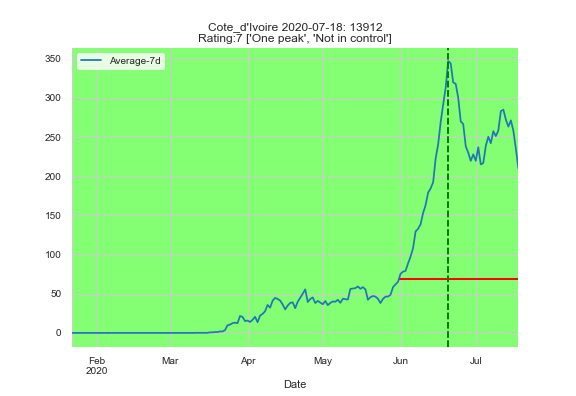 Cote_d'Ivoire 2020-07-18: 13912
Rating:7 ['One peak', 'Not in control']
Average-7d
350
300
250
200
150
100
50
0
Feb Mar Apr May Jun Jul
2020
Date